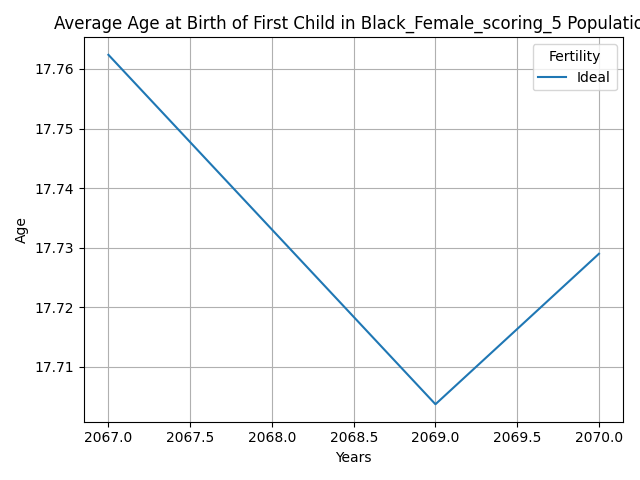 Average Age at Birth of First Child in Black_Female_scoring_5 Populatio
17.76
17.75
17.74
17.73
17.72
17.71
Age
Fertility
Ideal
2067.0 2067.5 2068.0 2068.5 2069.0 2069.5 2070.0
Years